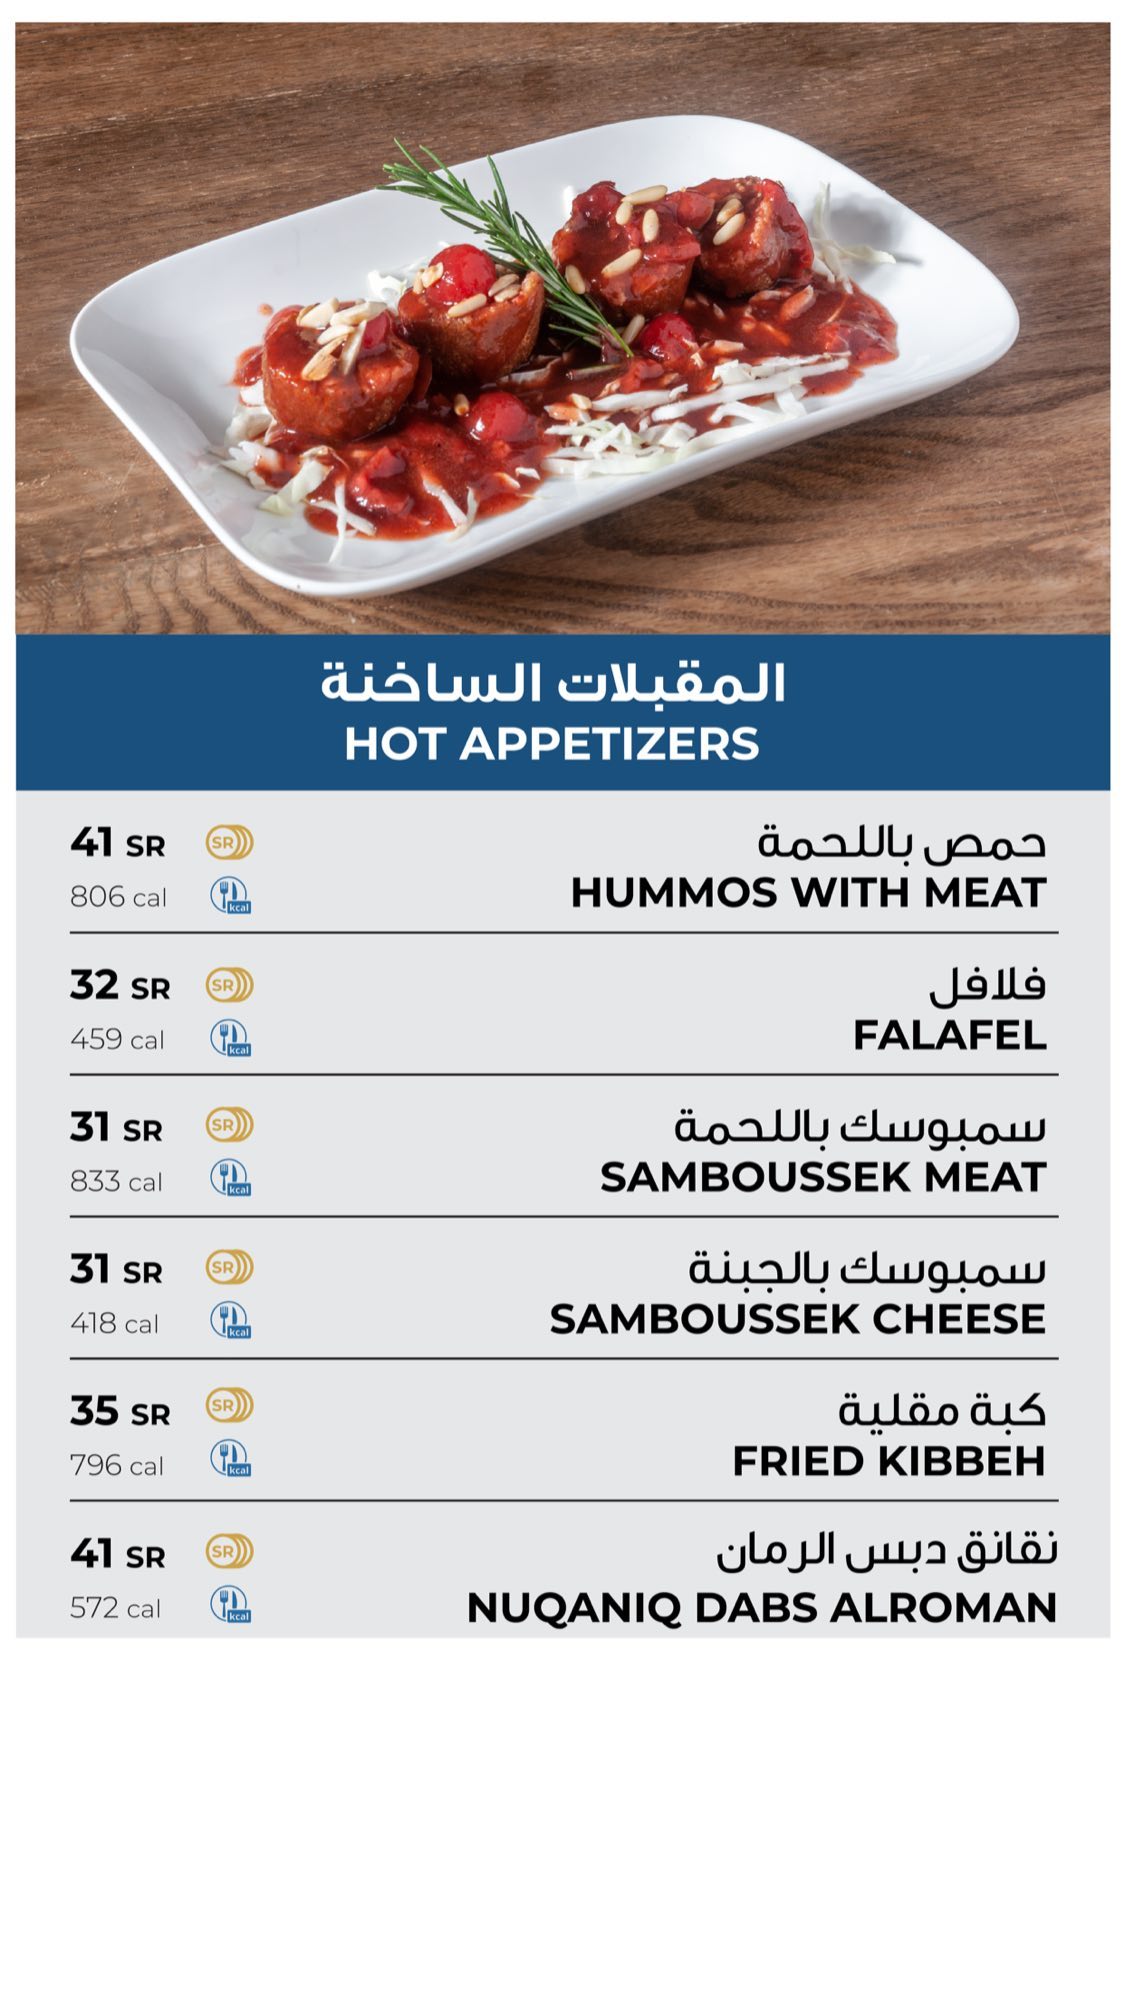 المقبلات الساخنة
HOT APPETIZERS
حمص باللحمة
41 SR
SR
HUMMOS WITH MEAT
806 cal
kcal
فلافل
32 SR
SR
FALAFEL
459 cal
kcal
سمبوسك باللحمة
31 SR
SR
SAMBOUSSEK MEAT
833 cal
kcal
سمبوسك بالجبنة
31 SR
SR
SAMBOUSSEK CHEESE
418 cal
kcal
كبة مقلية
35 SR
SR
FRIED KIBBEH
796 cal
kcal
نقانق دبس الرمان
41 SR
SR
NUQANIQ DABS ALROMAN
572 cal
kcal